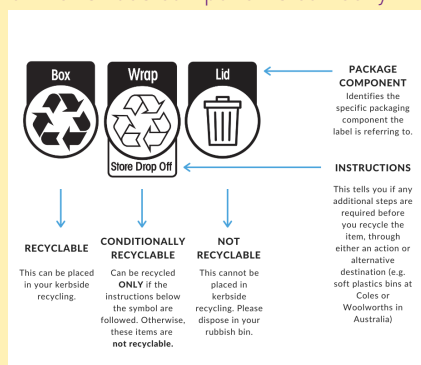 Box
Wrap
Lid
Store Drop Off
PACKAGE
COMPONENT
Identifies the
specific packaging
component the
label is referring to.
INSTRUCTIONS
This tells you if any
additional steps are
required before
you recycle the
item, through
either an action or
alternative
destination (e.g.
soft plastics bins at
Coles or
Woolworths in
Australia)
RECYCLABLE
This can be placed
in your kerbside
recycling.
CONDITIONALLY
RECYCLABLE
Can be recycled
ONLY if the
instructions below
the symbol are
followed. Otherwise,
these items are
not recyclable.
NOT
RECYCLABLE
This cannot be
placed in
kerbside
recycling. Please
dispose in your
rubbish bin.